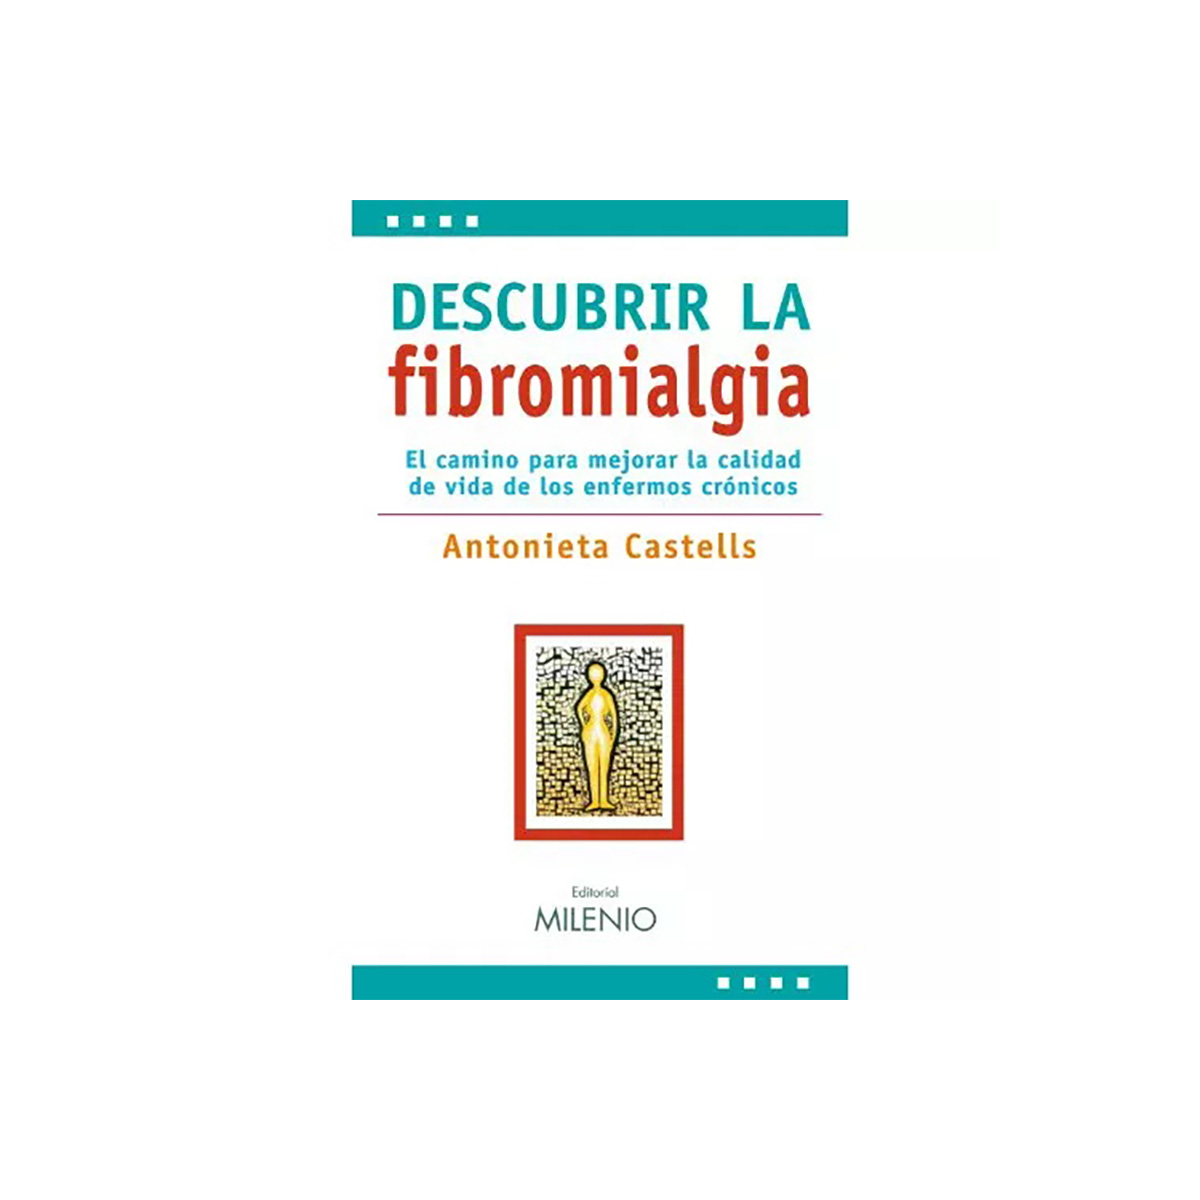 DESCUBRIR LA
fibromialgia
El camino para mejorar la calidad
de vida de los enfermos crónicos
Antonieta Castells
Editorial
MILENIO